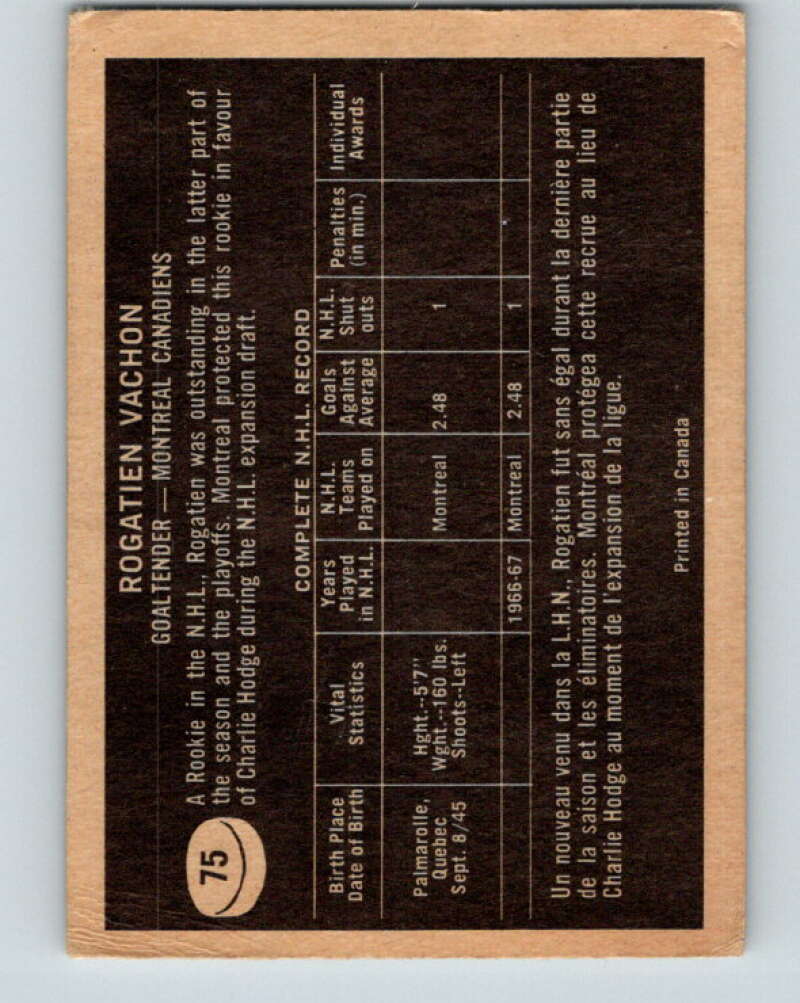 ROGATIEN VACHON
GOALTENDER — MONTREAL CANADIENS
75
A Rookie in the N.H.L., Rogatien was outstanding in the latter part of
the season and the playoffs. Montreal protected this rookie in favour
of Charlie Hodge during the N.H.L. expansion draft.
COMPLETE N.H.L. RECORD
Birth Place
Date of Birth
Vital
Statistics
Years
Played
in N.H.L.
N.H.L.
Teams
Played on
Goals
Against
Average
N.H.L.
Shut
outs
Penalties
(in min.)
Individual
Awards
Palmarolle,
Quebec
Sept. 8/45
Hght.--5'7"
Wght.--160 lbs.
Shoots--Left
Montreal
2.48
1
1966-67
Montreal
2.48
1
Un nouveau venu dans la L.H.N., Rogatien fut sans égal durant la dernière partie
de la saison et les éliminatoires. Montréal protégea cette recrue au lieu de
Charlie Hodge au moment de l'expansion de la ligue.
Printed in Canada